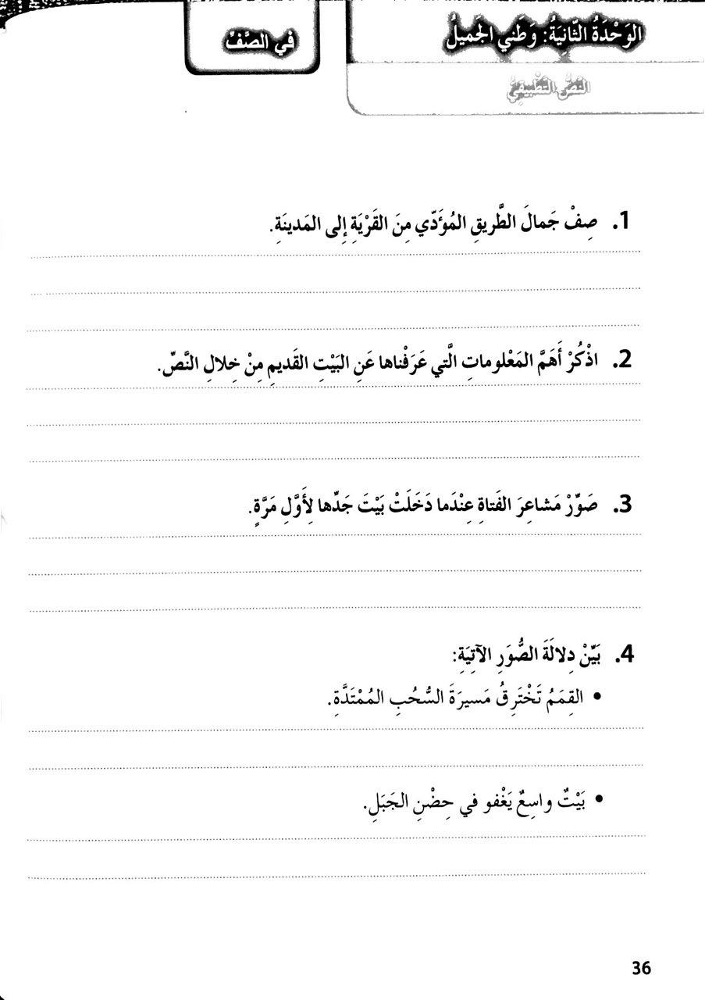 الوَحْدَةُ الثّانِيَةُ: وَطَني الجَميلُ
في الصَّفِّ
النَّصُّ التَّطْبيقِيُّ
1. صِفْ جَمالَ الطَّريقِ المُؤَدّي مِنَ القَرْيَةِ إِلى المَدينَةِ.
2. اذْكُرْ أَهَمَّ المَعْلوماتِ الَّتي عَرَفْناها عَنِ البَيْتِ القَديمِ مِنْ خِلالِ النَّصِّ.
3. صَوِّرْ مَشاعِرَ الفَتاةِ عِنْدَما دَخَلَتْ بَيْتَ جَدِّها لِأَوَّلِ مَرَّةٍ.
4. بَيِّنْ دِلالَةَ الصُّوَرِ الآتِيَةِ:
• القِمَمُ تَخْتَرِقُ مَسيرَةَ السُّحُبِ المُمْتَدَّةِ.
• بَيْتٌ واسِعٌ يَغْفو في حِضْنِ الجَبَلِ.
36